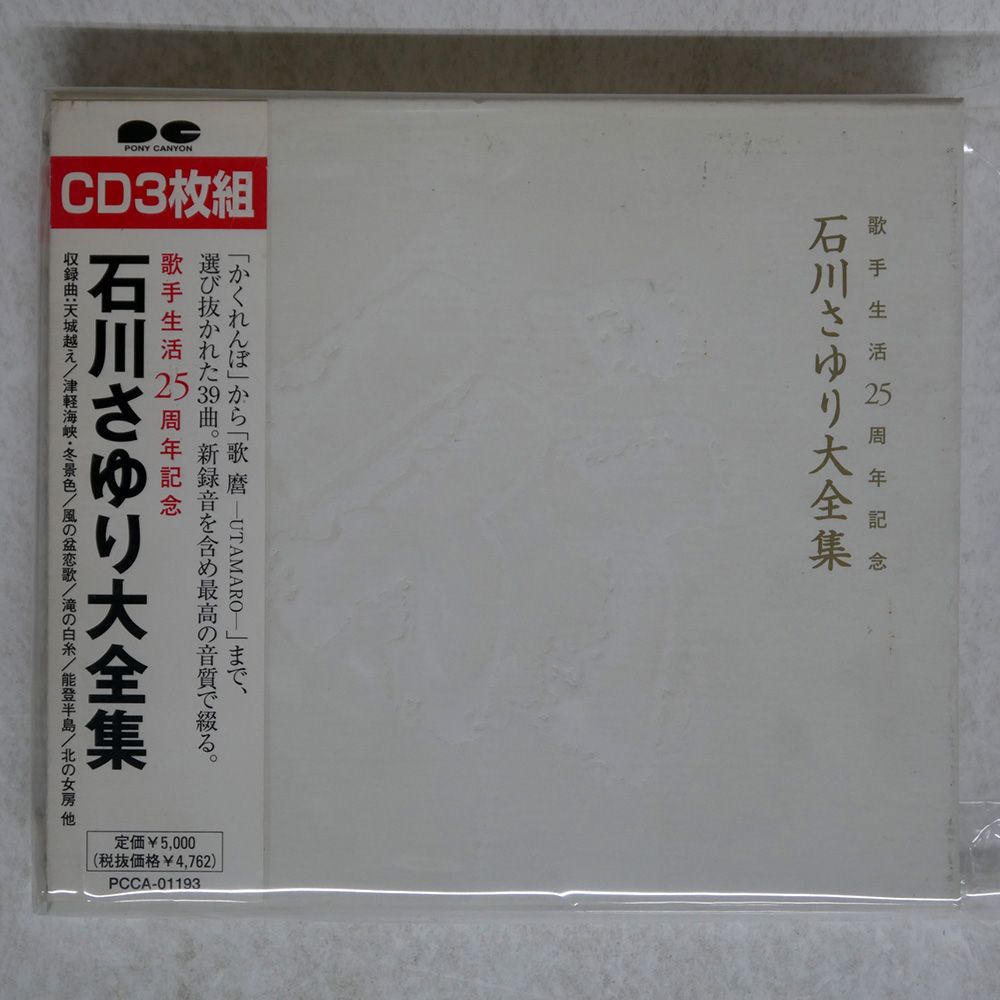 PONY CANYON
CD3枚組
「かくれんぼ」から「歌麿―UTAMARO―」まで、
選び抜かれた39曲。新録音を含め最高の音質で綴る。
歌手生活25周年記念
石川さゆり大全集
収録曲:天城越え/津軽海峡・冬景色/風の盆恋歌/滝の白糸/能登半島/北の女房 他
定価¥5,000
(税抜価格¥4,762)
PCCA-01193
歌手生活25周年記念
石川さゆり大全集